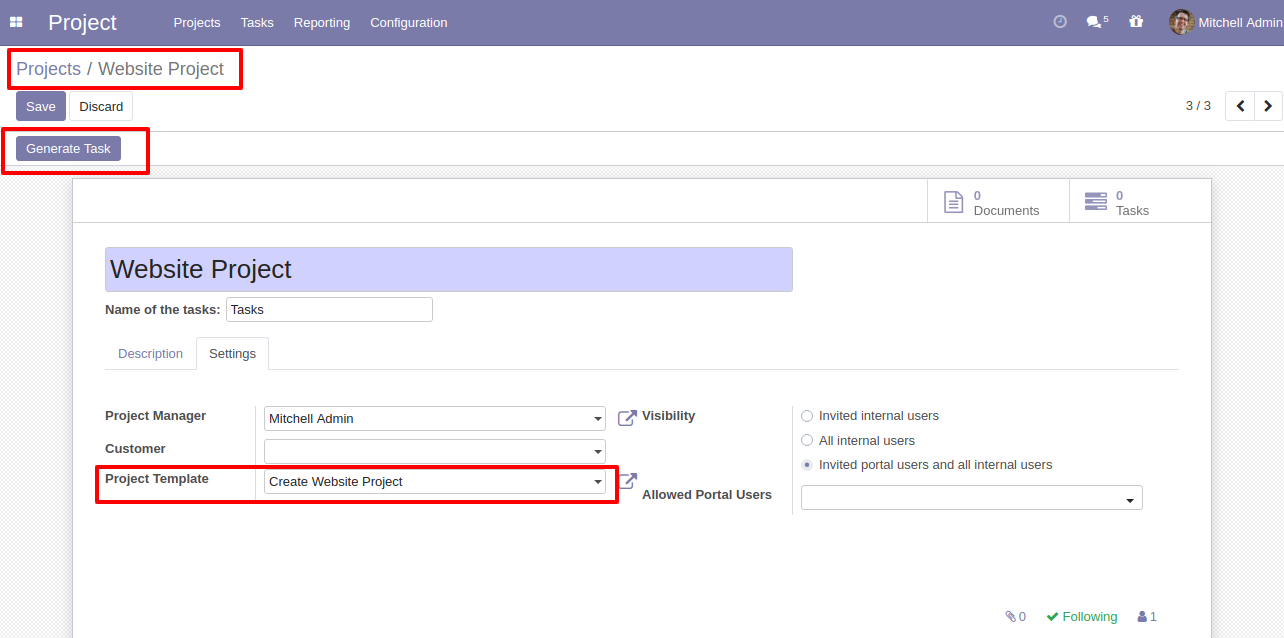 Project Projects Tasks Reporting Configuration 5 Mitchell Admin
Projects / Website Project
Save Discard 3 / 3
Generate Task
0 Documents 0 Tasks
Website Project
Name of the tasks: Tasks
Description Settings
Project Manager Mitchell Admin Visibility Invited internal users
All internal users
Customer
Invited portal users and all internal users
Project Template Create Website Project
Allowed Portal Users
0 Following 1